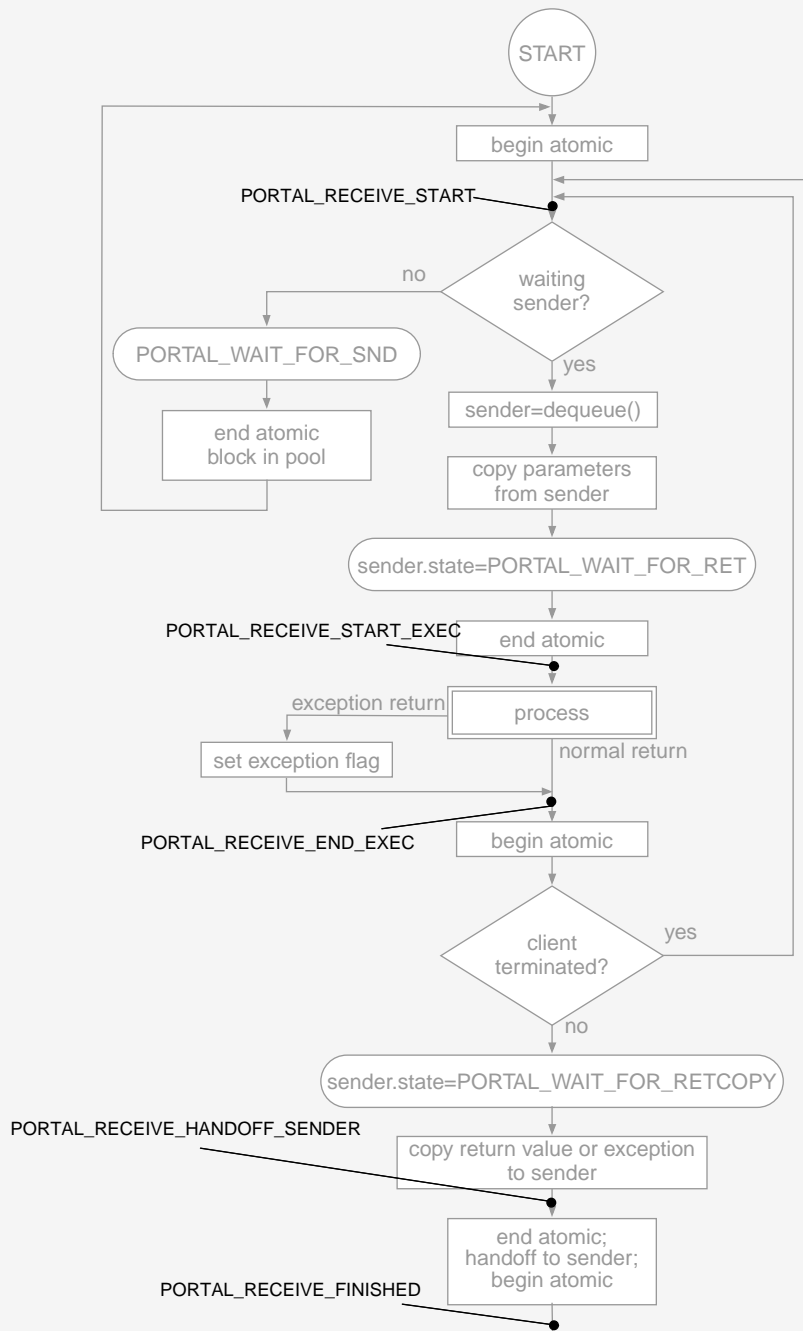 START
begin atomic
PORTAL_RECEIVE_START
no
waiting
sender?
PORTAL_WAIT_FOR_SND
yes
sender=dequeue()
end atomic
block in pool
copy parameters
from sender
sender.state=PORTAL_WAIT_FOR_RET
PORTAL_RECEIVE_START_EXEC
end atomic
exception return
process
normal return
set exception flag
PORTAL_RECEIVE_END_EXEC
begin atomic
yes
client
terminated?
no
sender.state=PORTAL_WAIT_FOR_RETCOPY
PORTAL_RECEIVE_HANDOFF_SENDER
copy return value or exception
to sender
end atomic;
handoff to sender;
begin atomic
PORTAL_RECEIVE_FINISHED